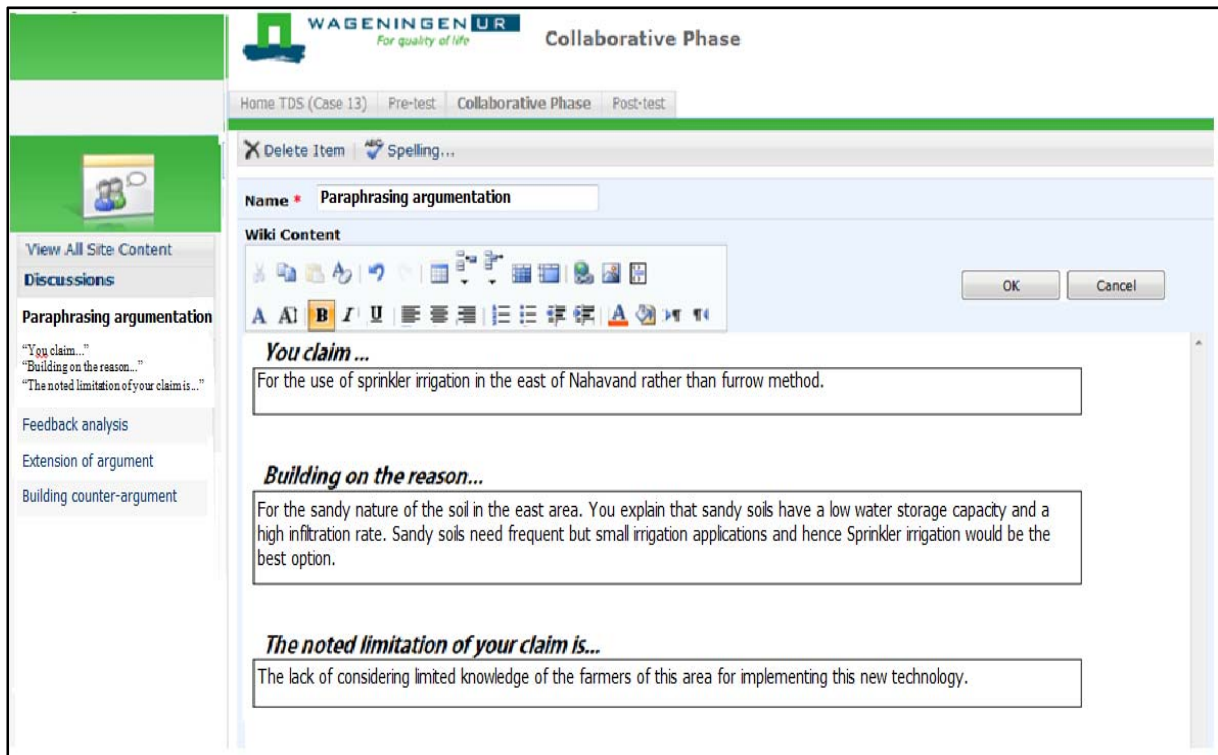 WAGENINGEN UR
For quality of life
Collaborative Phase
Home TDS (Case 13) Pre-test Collaborative Phase Post-test
Delete Item Spelling...
Name * Paraphrasing argumentation
Wiki Content
OK Cancel
View All Site Content
Discussions
Paraphrasing argumentation
“You claim...”
“Building on the reason...”
“The noted limitation of your claim is...”
Feedback analysis
Extension of argument
Building counter-argument
You claim ...
For the use of sprinkler irrigation in the east of Nahavand rather than furrow method.
Building on the reason...
For the sandy nature of the soil in the east area. You explain that sandy soils have a low water storage capacity and a
high infiltration rate. Sandy soils need frequent but small irrigation applications and hence Sprinkler irrigation would be the
best option.
The noted limitation of your claim is...
The lack of considering limited knowledge of the farmers of this area for implementing this new technology.